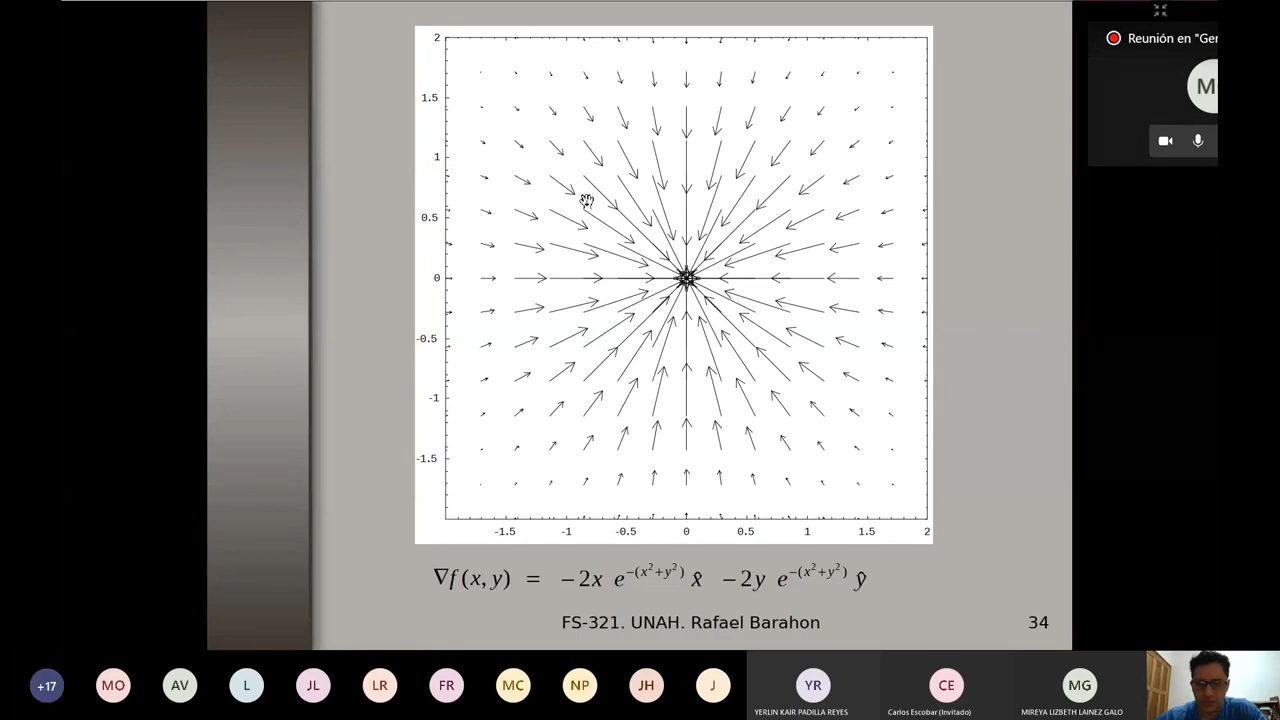 2
1.5
1
0.5
0
-0.5
-1
-1.5
-1.5 -1 -0.5 0 0.5 1 1.5 2
∇f(x,y) = −2x e^{−(x²+y²)} x̂ −2y e^{−(x²+y²)} ŷ
FS-321. UNAH. Rafael Barahon
34
Reunión en "Ger
M
+17 MO AV L JL LR FR MC NP JH J YR CE MG
YERLIN KAIR PADILLA REYES
Carlos Escobar (Invitado)
MIREYA LIZBETH LAINEZ GALO